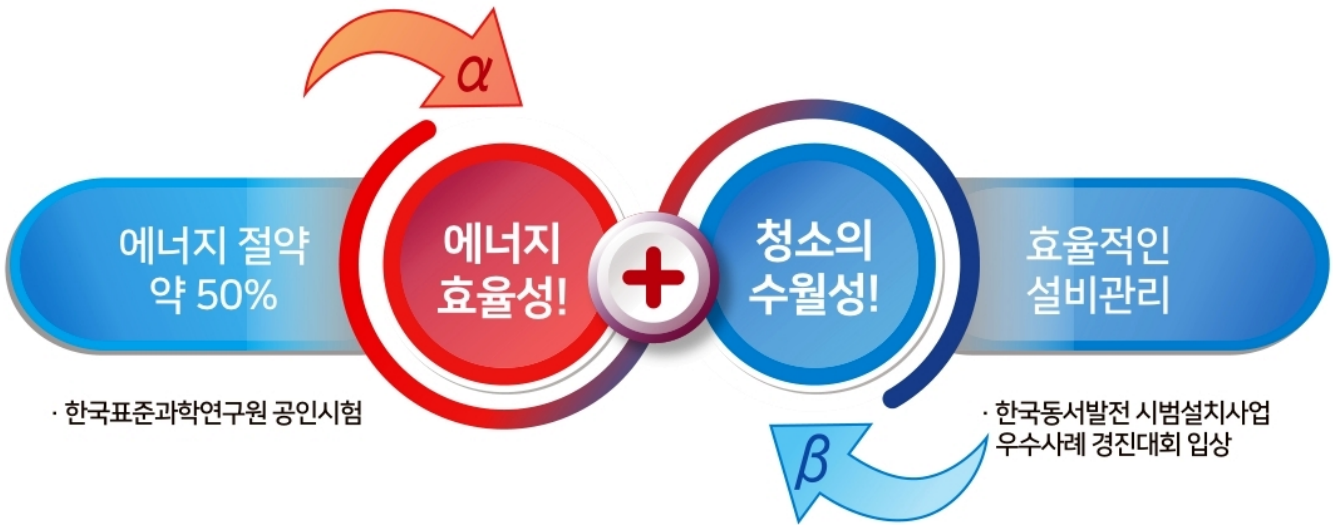 α
에너지 절약
약 50%
에너지
효율성!
+
청소의
수월성!
효율적인
설비관리
· 한국표준과학연구원 공인시험
· 한국동서발전 시범설치사업
우수사례 경진대회 입상
β